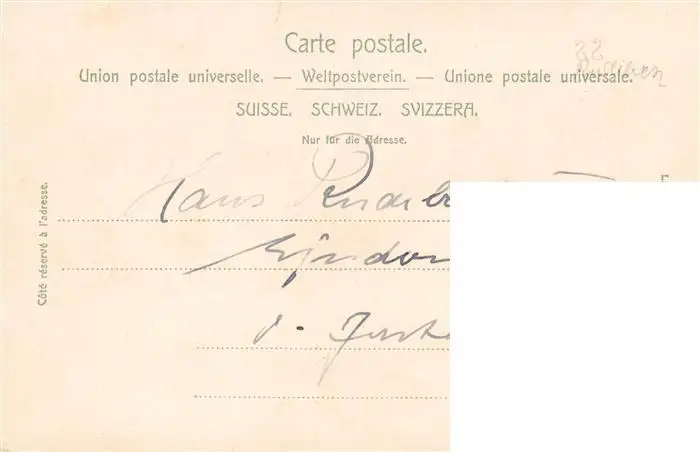 Carte postale.
Union postale universelle. — Weltpostverein. — Unione postale universale.
SUISSE. SCHWEIZ. SVIZZERA.
Nur für die Adresse.
Côté réservé à l'adresse.
32
Hans